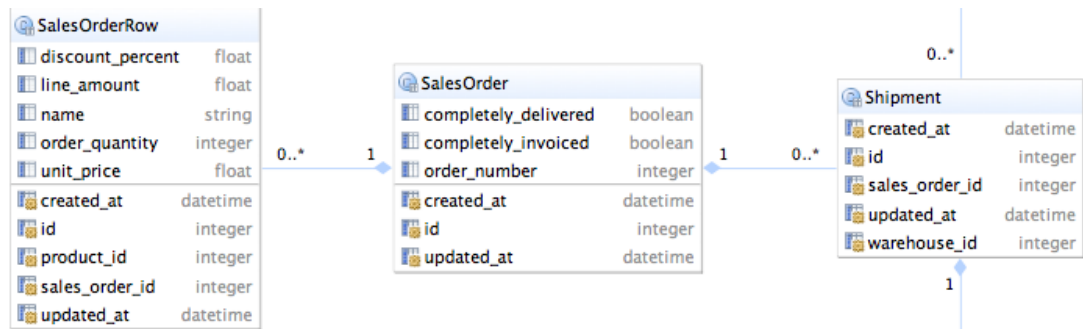 SalesOrderRow
discount_percent float
line_amount float
name string
order_quantity integer
unit_price float
created_at datetime
id integer
product_id integer
sales_order_id integer
updated_at datetime
0..* 1
SalesOrder
completely_delivered boolean
completely_invoiced boolean
order_number integer
created_at datetime
id integer
updated_at datetime
1 0..*
0..*
Shipment
created_at datetime
id integer
sales_order_id integer
updated_at datetime
warehouse_id integer
1